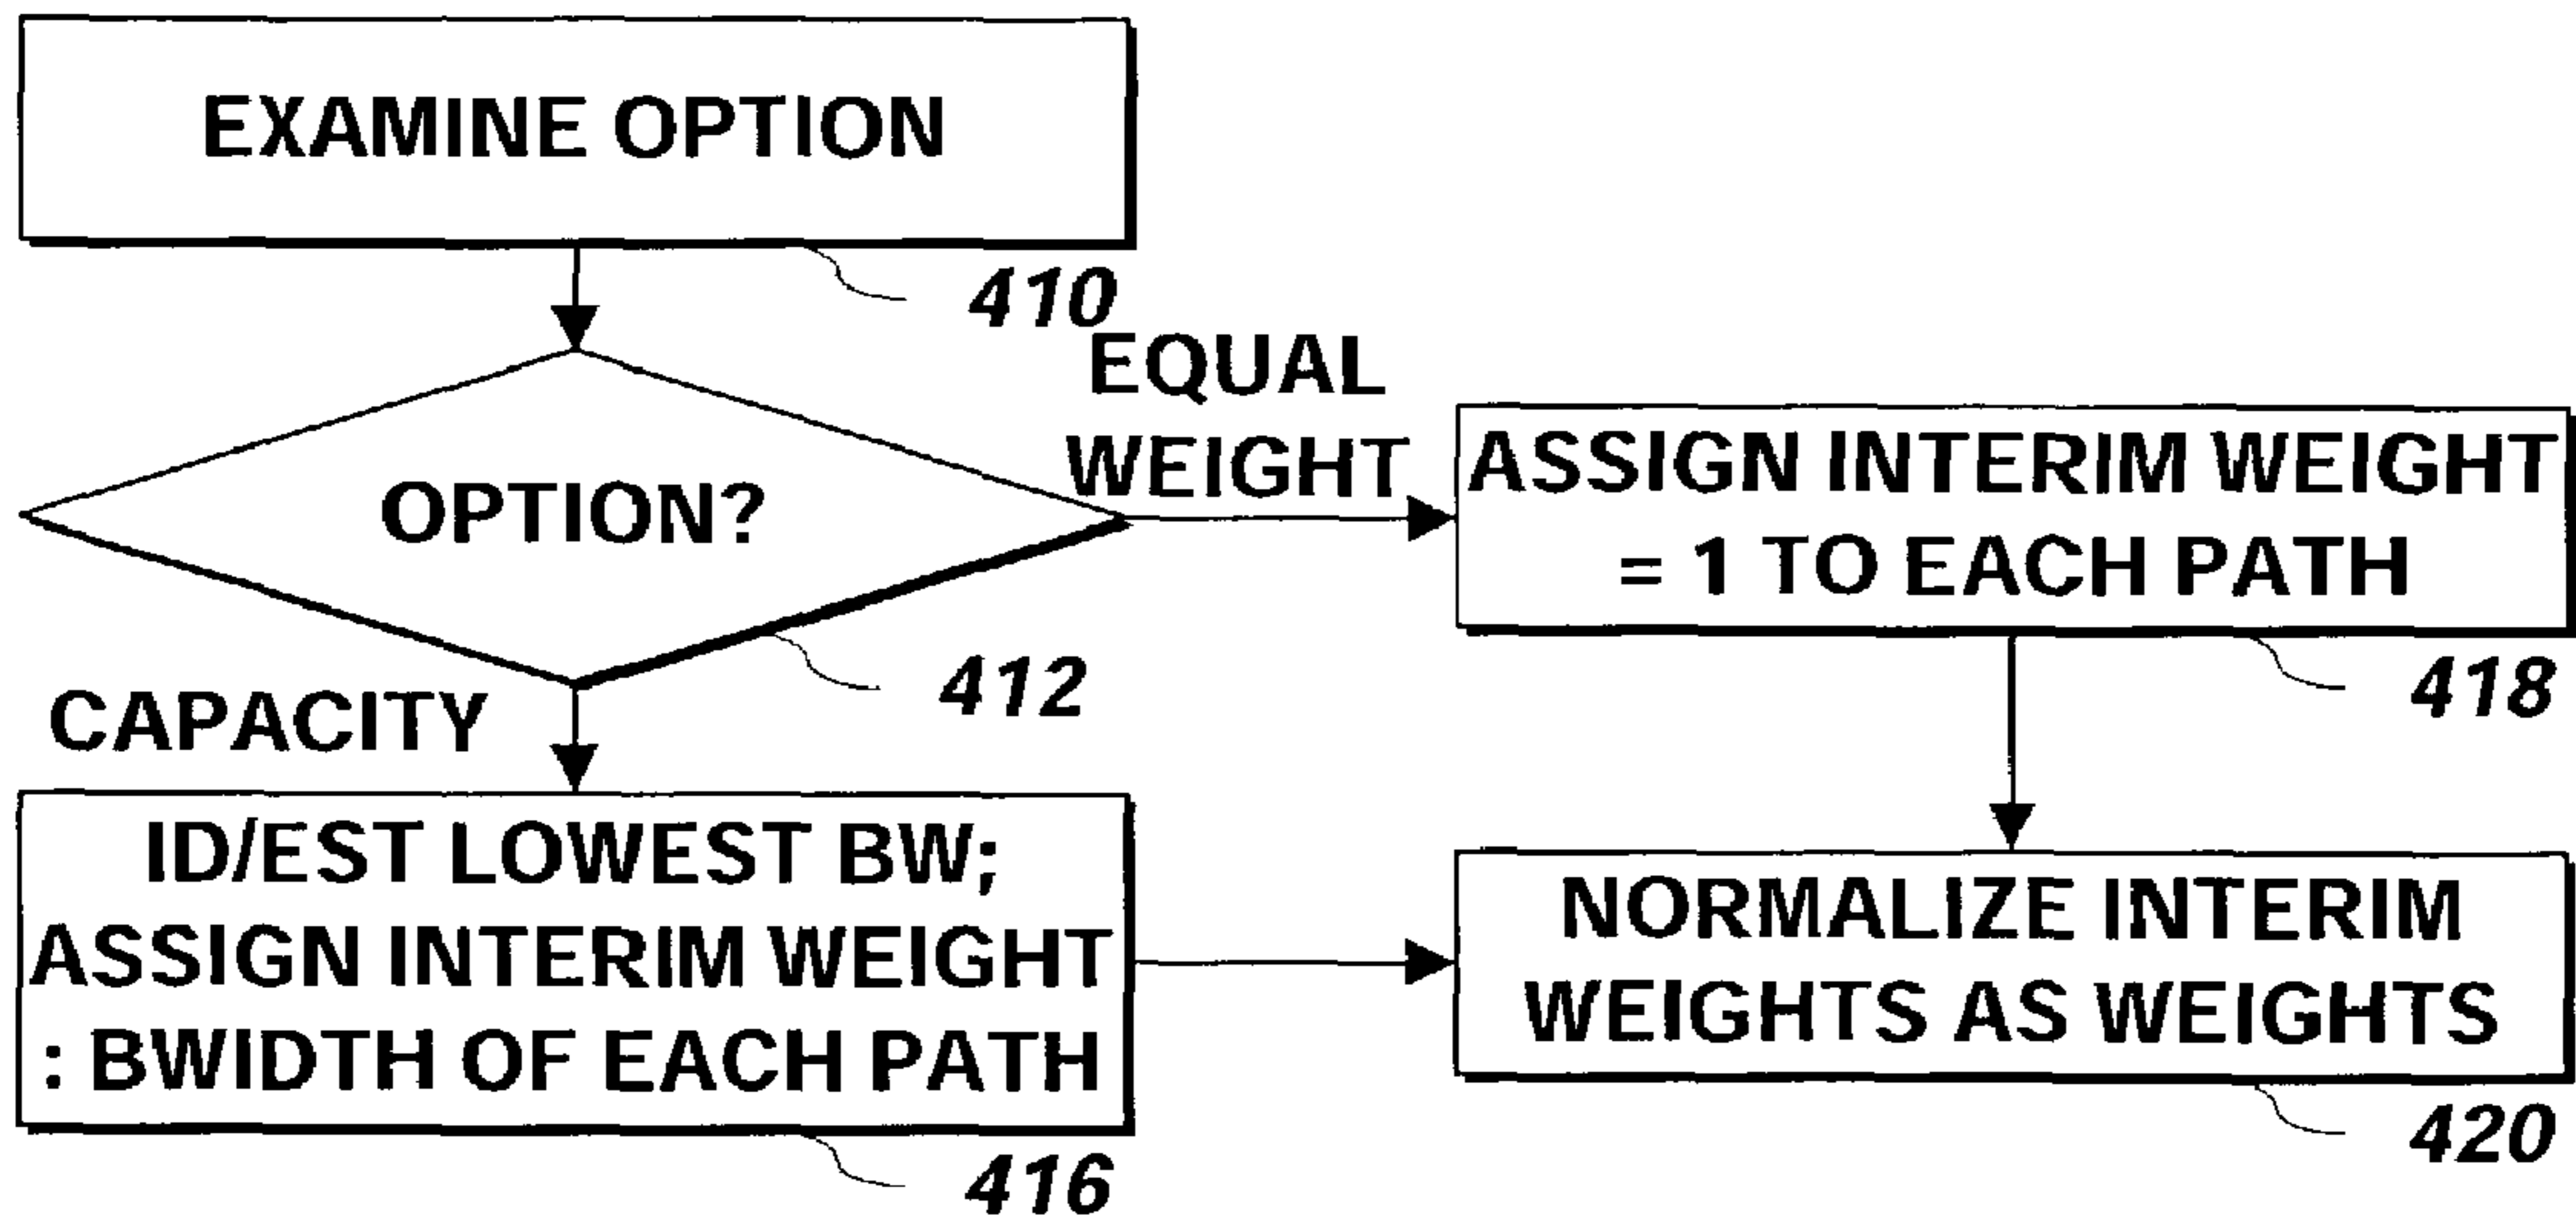 EXAMINE OPTION
410
OPTION?
EQUAL
WEIGHT
412
ASSIGN INTERIM WEIGHT
= 1 TO EACH PATH
418
CAPACITY
ID/EST LOWEST BW;
ASSIGN INTERIM WEIGHT
: BWIDTH OF EACH PATH
416
NORMALIZE INTERIM
WEIGHTS AS WEIGHTS
420